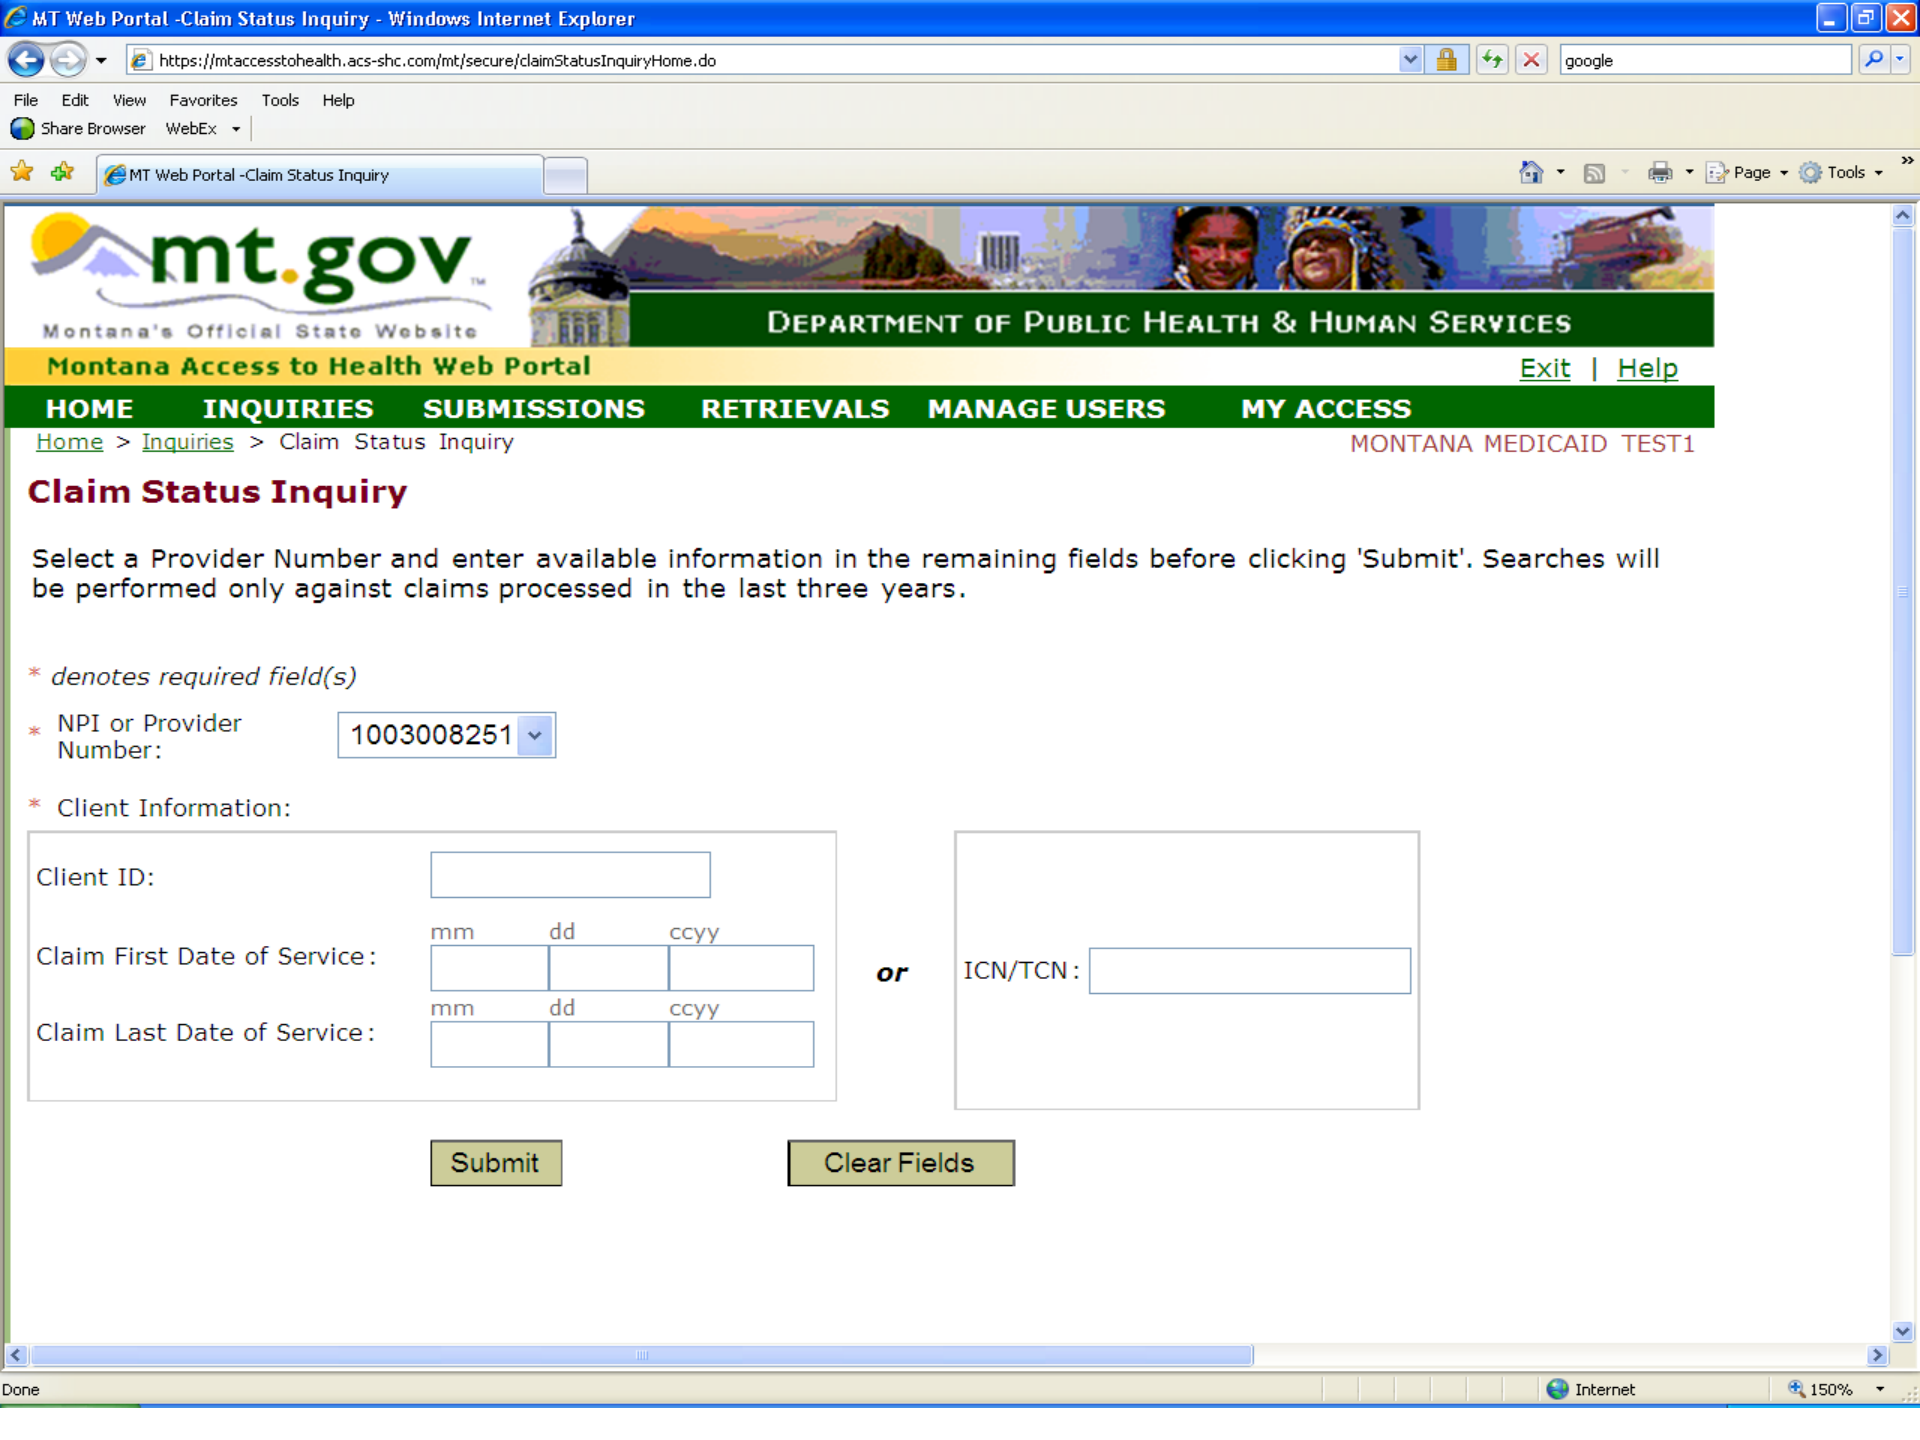 MT Web Portal -Claim Status Inquiry - Windows Internet Explorer
https://mtaccesstohealth.acs-shc.com/mt/secure/claimStatusInquiryHome.do
google
File Edit View Favorites Tools Help
Share Browser WebEx
MT Web Portal -Claim Status Inquiry
Page Tools
mt.gov TM
Montana's Official State Website
DEPARTMENT OF PUBLIC HEALTH & HUMAN SERVICES
Montana Access to Health Web Portal
Exit | Help
HOME INQUIRIES SUBMISSIONS RETRIEVALS MANAGE USERS MY ACCESS
Home > Inquiries > Claim Status Inquiry
MONTANA MEDICAID TEST1
Claim Status Inquiry
Select a Provider Number and enter available information in the remaining fields before clicking 'Submit'. Searches will
be performed only against claims processed in the last three years.
* denotes required field(s)
* NPI or Provider
Number:
1003008251
* Client Information:
Client ID:
mm dd ccyy
Claim First Date of Service:
or
ICN/TCN:
mm dd ccyy
Claim Last Date of Service:
Submit Clear Fields
Done
Internet
150%